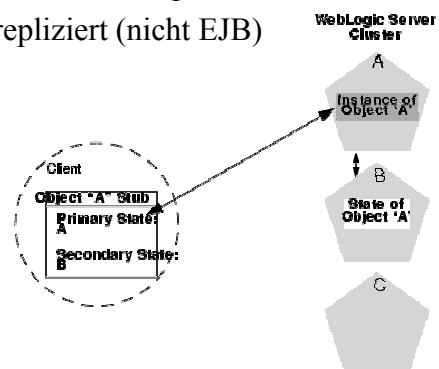 repliziert (nicht EJB)
WebLogic Server
Cluster
A
Instance of
Object 'A'
Client
Object "A" Stub
Primary State:
A
Secondary State:
B
B
State of
Object 'A'
C